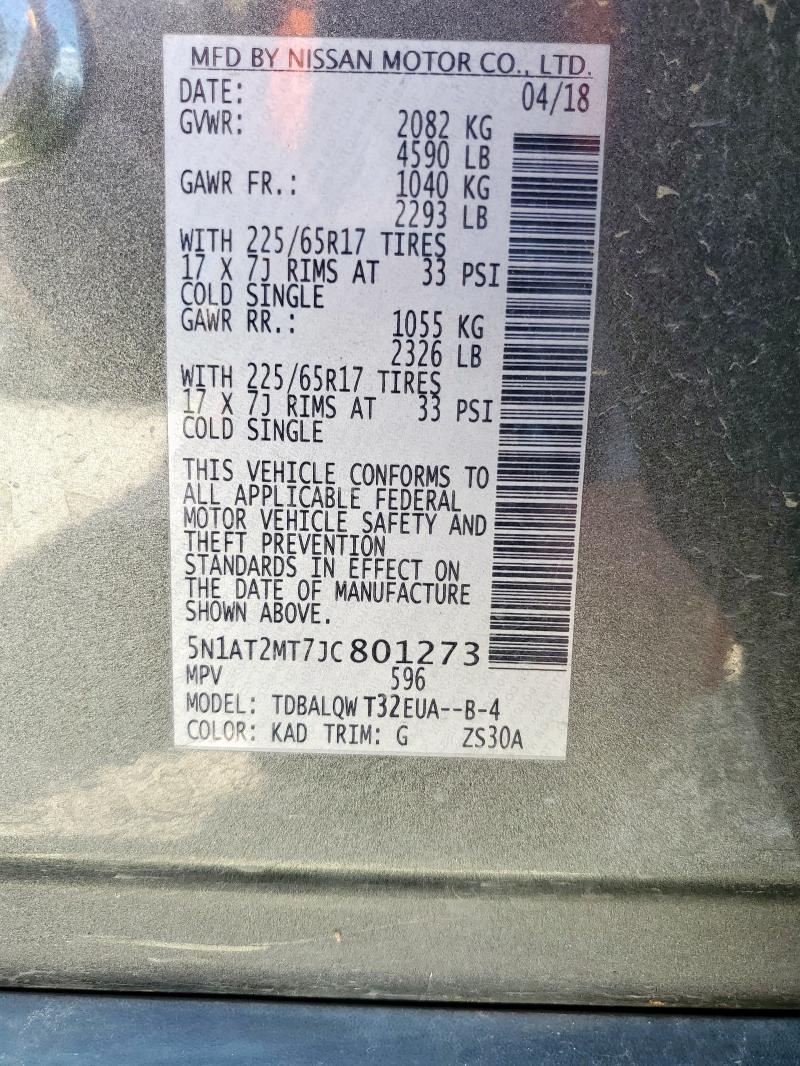 MFD BY NISSAN MOTOR CO., LTD.
DATE: 04/18
GVWR: 2082 KG
4590 LB
GAWR FR.: 1040 KG
2293 LB
WITH 225/65R17 TIRES
17 X 7J RIMS AT 33 PSI
COLD SINGLE
GAWR RR.: 1055 KG
2326 LB
WITH 225/65R17 TIRES
17 X 7J RIMS AT 33 PSI
COLD SINGLE
THIS VEHICLE CONFORMS TO
ALL APPLICABLE FEDERAL
MOTOR VEHICLE SAFETY AND
THEFT PREVENTION
STANDARDS IN EFFECT ON
THE DATE OF MANUFACTURE
SHOWN ABOVE.
5N1AT2MT7JC801273
MPV 596
MODEL: TDBALQW T32EUA--B-4
COLOR: KAD TRIM: G ZS30A